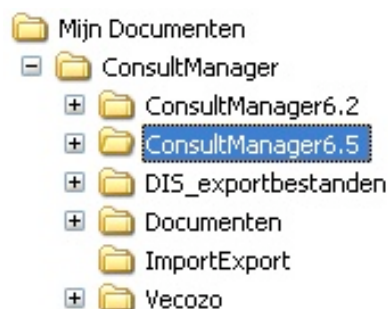 Mijn Documenten
ConsultManager
ConsultManager6.2
ConsultManager6.5
DIS_exportbestanden
Documenten
ImportExport
Vecozo